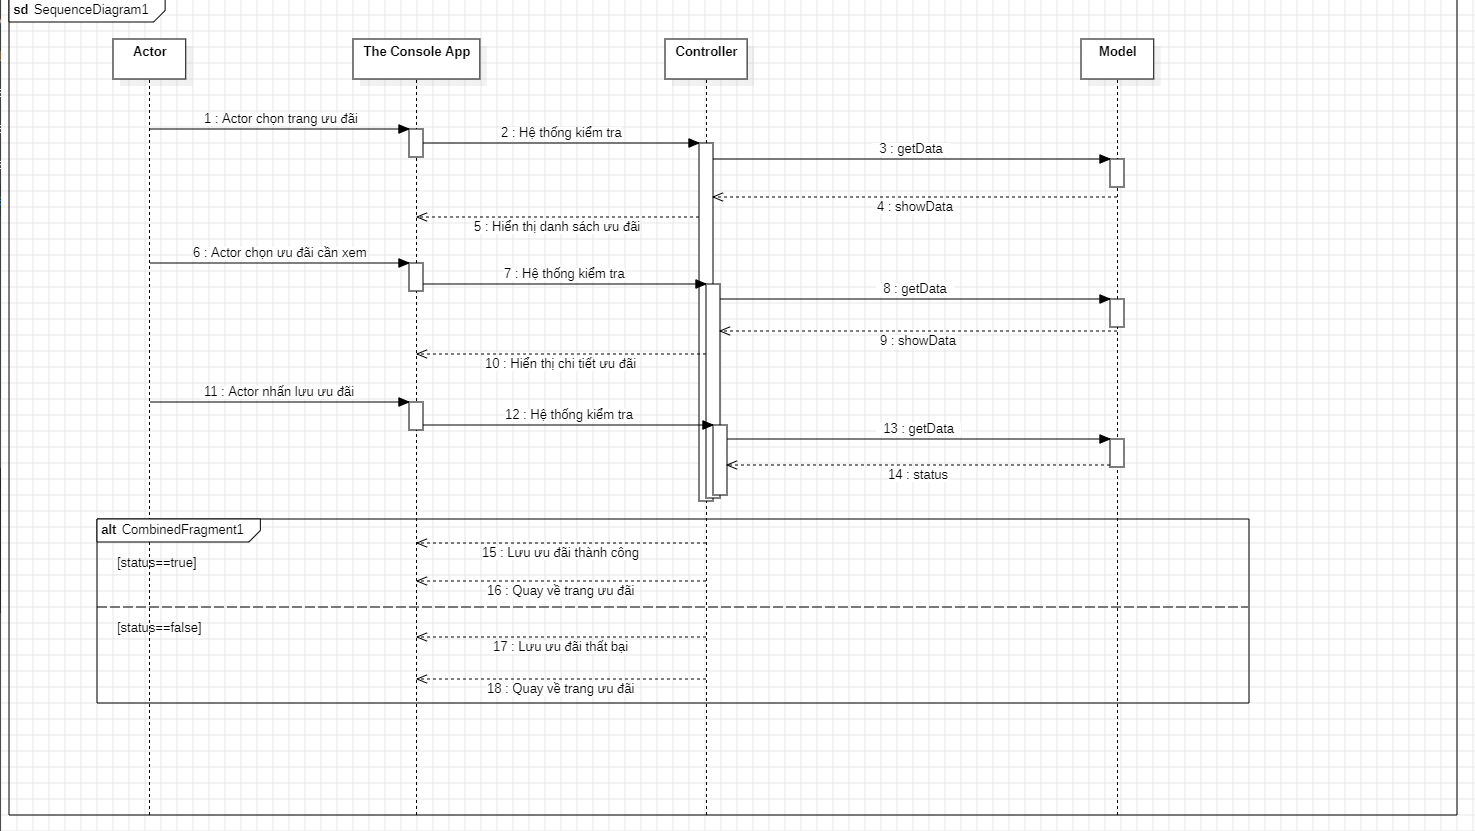 sd SequenceDiagram1
Actor
The Console App
Controller
Model
1 : Actor chọn trang ưu đãi
2 : Hệ thống kiểm tra
3 : getData
4 : showData
5 : Hiển thị danh sách ưu đãi
6 : Actor chọn ưu đãi cần xem
7 : Hệ thống kiểm tra
8 : getData
9 : showData
10 : Hiển thị chi tiết ưu đãi
11 : Actor nhấn lưu ưu đãi
12 : Hệ thống kiểm tra
13 : getData
14 : status
alt CombinedFragment1
15 : Lưu ưu đãi thành công
[status==true]
16 : Quay về trang ưu đãi
[status==false]
17 : Lưu ưu đãi thất bại
18 : Quay về trang ưu đãi